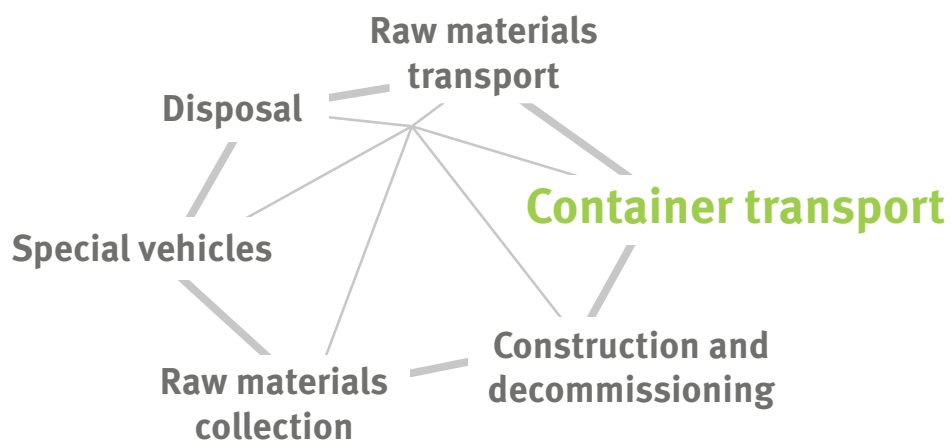 Raw materials
transport
Disposal
Container transport
Special vehicles
Construction and
decommissioning
Raw materials
collection